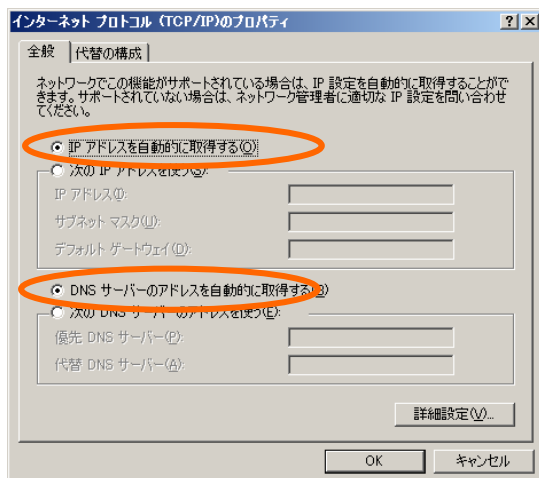 インターネット プロトコル (TCP/IP)のプロパティ
? ×
全般 代替の構成
ネットワークでこの機能がサポートされている場合は、IP 設定を自動的に取得することがで
きます。サポートされていない場合は、ネットワーク管理者に適切な IP 設定を問い合わせ
てください。
IP アドレスを自動的に取得する(O)
次の IP アドレスを使う(S):
IP アドレス(I):
サブネット マスク(U):
デフォルト ゲートウェイ(D):
DNS サーバーのアドレスを自動的に取得する(B)
次の DNS サーバーのアドレスを使う(E):
優先 DNS サーバー(P):
代替 DNS サーバー(A):
詳細設定(V)...
OK キャンセル